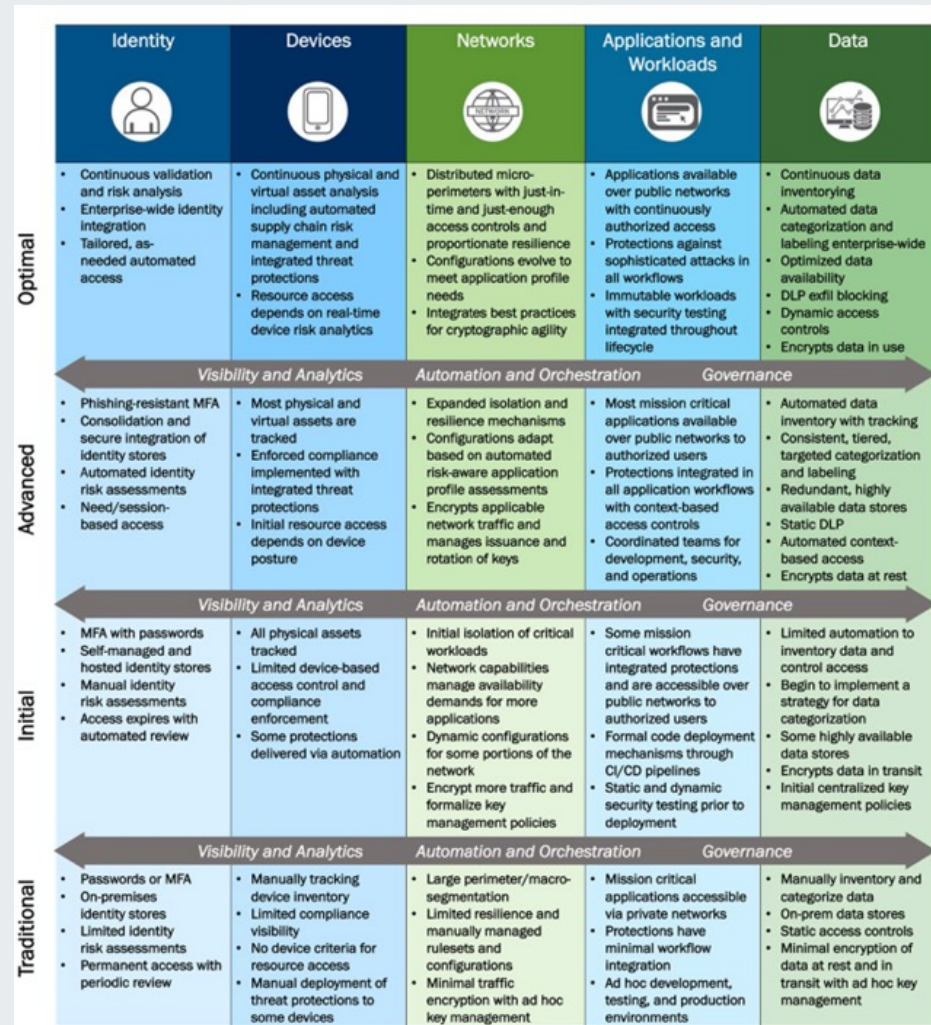 Identity
Devices
Networks
Applications and
Workloads
Data
NETWORK
Optimal
• Continuous validation
and risk analysis
• Enterprise-wide identity
integration
• Tailored, as-
needed automated
access
• Continuous physical and
virtual asset analysis
including automated
supply chain risk
management and
integrated threat
protections
• Resource access
depends on real-time
device risk analytics
• Distributed micro-
perimeters with just-in-
time and just-enough
access controls and
proportionate resilience
• Configurations evolve to
meet application profile
needs
• Integrates best practices
for cryptographic agility
• Applications available
over public networks
with continuously
authorized access
• Protections against
sophisticated attacks in
all workflows
• Immutable workloads
with security testing
integrated throughout
lifecycle
• Continuous data
inventorying
• Automated data
categorization and
labeling enterprise-wide
• Optimized data
availability
• DLP exfil blocking
• Dynamic access
controls
• Encrypts data in use
Visibility and Analytics Automation and Orchestration Governance
Advanced
• Phishing-resistant MFA
• Consolidation and
secure integration of
identity stores
• Automated identity
risk assessments
• Need/session-
based access
• Most physical and
virtual assets are
tracked
• Enforced compliance
implemented with
integrated threat
protections
• Initial resource access
depends on device
posture
• Expanded isolation and
resilience mechanisms
• Configurations adapt
based on automated
risk-aware application
profile assessments
• Encrypts applicable
network traffic and
manages issuance and
rotation of keys
• Most mission critical
applications available
over public networks to
authorized users
• Protections integrated in
all application workflows
with context-based
access controls
• Coordinated teams for
development, security,
and operations
• Automated data
inventory with tracking
• Consistent, tiered,
targeted categorization
and labeling
• Redundant, highly
available data stores
• Static DLP
• Automated context-
based access
• Encrypts data at rest
Visibility and Analytics Automation and Orchestration Governance
Initial
• MFA with passwords
• Self-managed and
hosted identity stores
• Manual identity
risk assessments
• Access expires with
automated review
• All physical assets
tracked
• Limited device-based
access control and
compliance
enforcement
• Some protections
delivered via automation
• Initial isolation of critical
workloads
• Network capabilities
manage availability
demands for more
applications
• Dynamic configurations
for some portions of the
network
• Encrypt more traffic and
formalize key
management policies
• Some mission
critical workflows have
integrated protections
and are accessible over
public networks to
authorized users
• Formal code deployment
mechanisms through
CI/CD pipelines
• Static and dynamic
security testing prior to
deployment
• Limited automation to
inventory data and
control access
• Begin to implement a
strategy for data
categorization
• Some highly available
data stores
• Encrypts data in transit
• Initial centralized key
management policies
Visibility and Analytics Automation and Orchestration Governance
Traditional
• Passwords or MFA
• On-premises
identity stores
• Limited identity
risk assessments
• Permanent access with
periodic review
• Manually tracking
device inventory
• Limited compliance
visibility
• No device criteria for
resource access
• Manual deployment of
threat protections to
some devices
• Large perimeter/macro-
segmentation
• Limited resilience and
manually managed
rulesets and
configurations
• Minimal traffic
encryption with ad hoc
key management
• Mission critical
applications accessible
via private networks
• Protections have
minimal workflow
integration
• Ad hoc development,
testing, and production
environments
• Manually inventory and
categorize data
• On-prem data stores
• Static access controls
• Minimal encryption of
data at rest and in
transit with ad hoc key
management